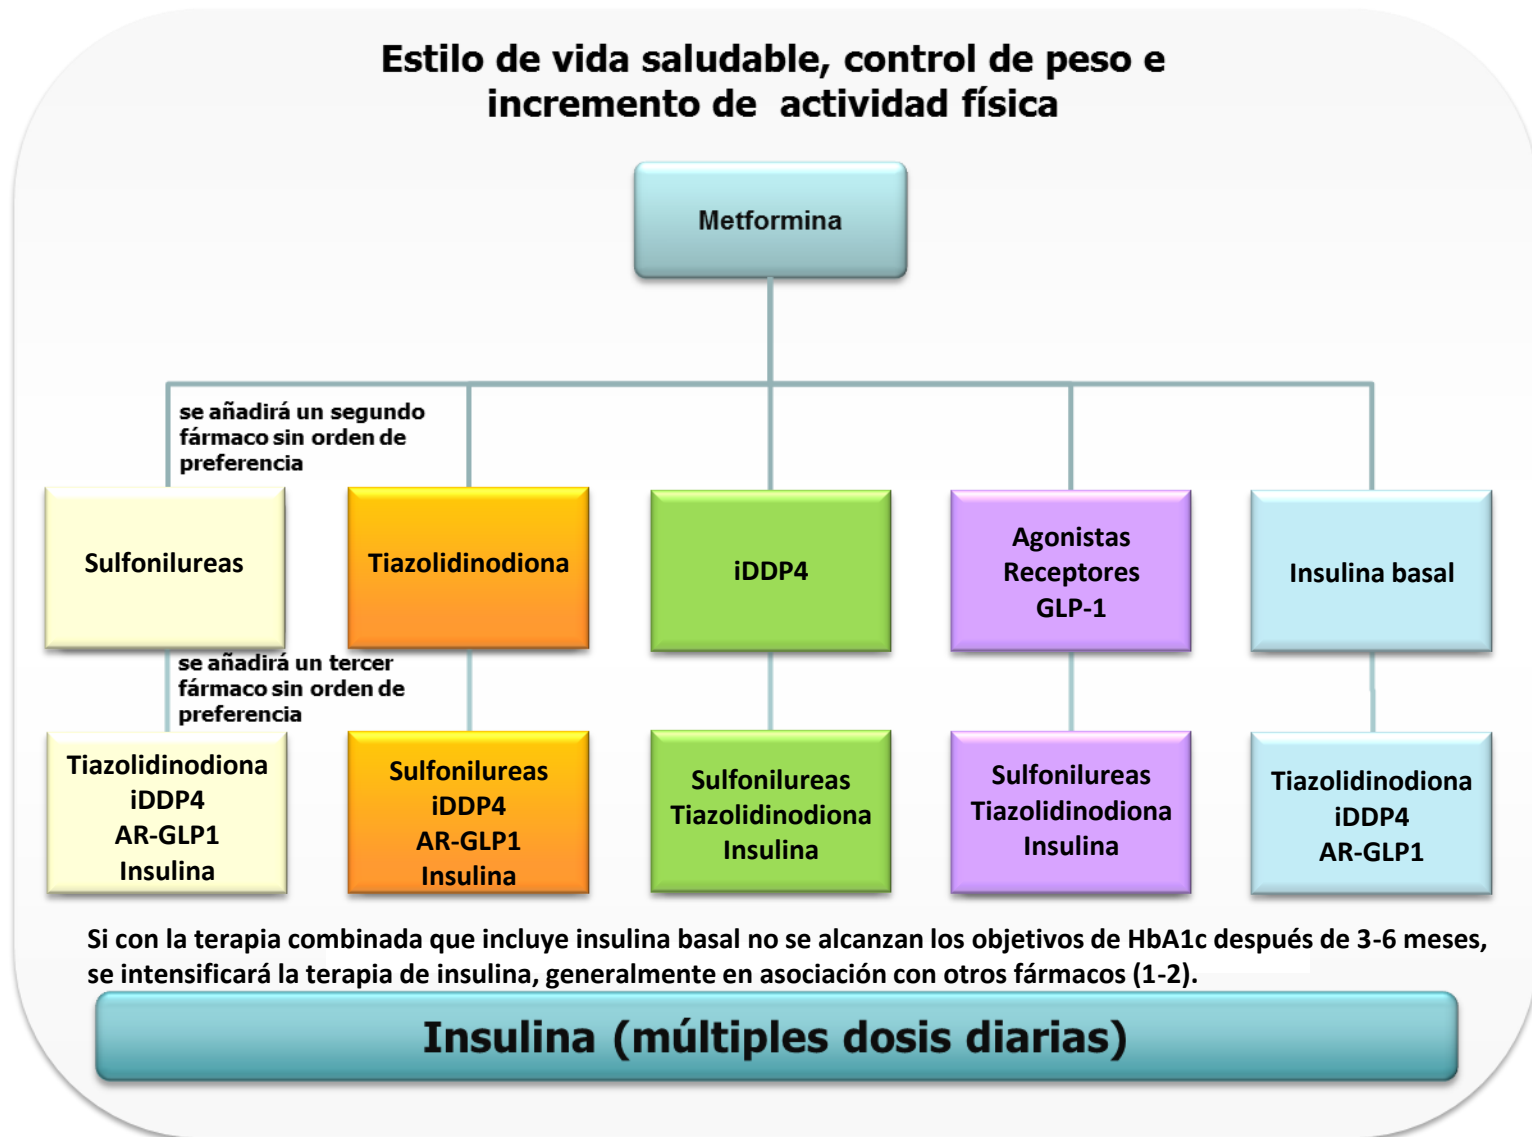 Estilo de vida saludable, control de peso e
incremento de actividad física
Metformina
se añadirá un segundo
fármaco sin orden de
preferencia
Sulfonilureas
Tiazolidinodiona
iDDP4
Agonistas
Receptores
GLP-1
Insulina basal
se añadirá un tercer
fármaco sin orden de
preferencia
Tiazolidinodiona
iDDP4
AR-GLP1
Insulina
Sulfonilureas
iDDP4
AR-GLP1
Insulina
Sulfonilureas
Tiazolidinodiona
Insulina
Sulfonilureas
Tiazolidinodiona
Insulina
Tiazolidinodiona
iDDP4
AR-GLP1
Si con la terapia combinada que incluye insulina basal no se alcanzan los objetivos de HbA1c después de 3-6 meses,
se intensificará la terapia de insulina, generalmente en asociación con otros fármacos (1-2).
Insulina (múltiples dosis diarias)